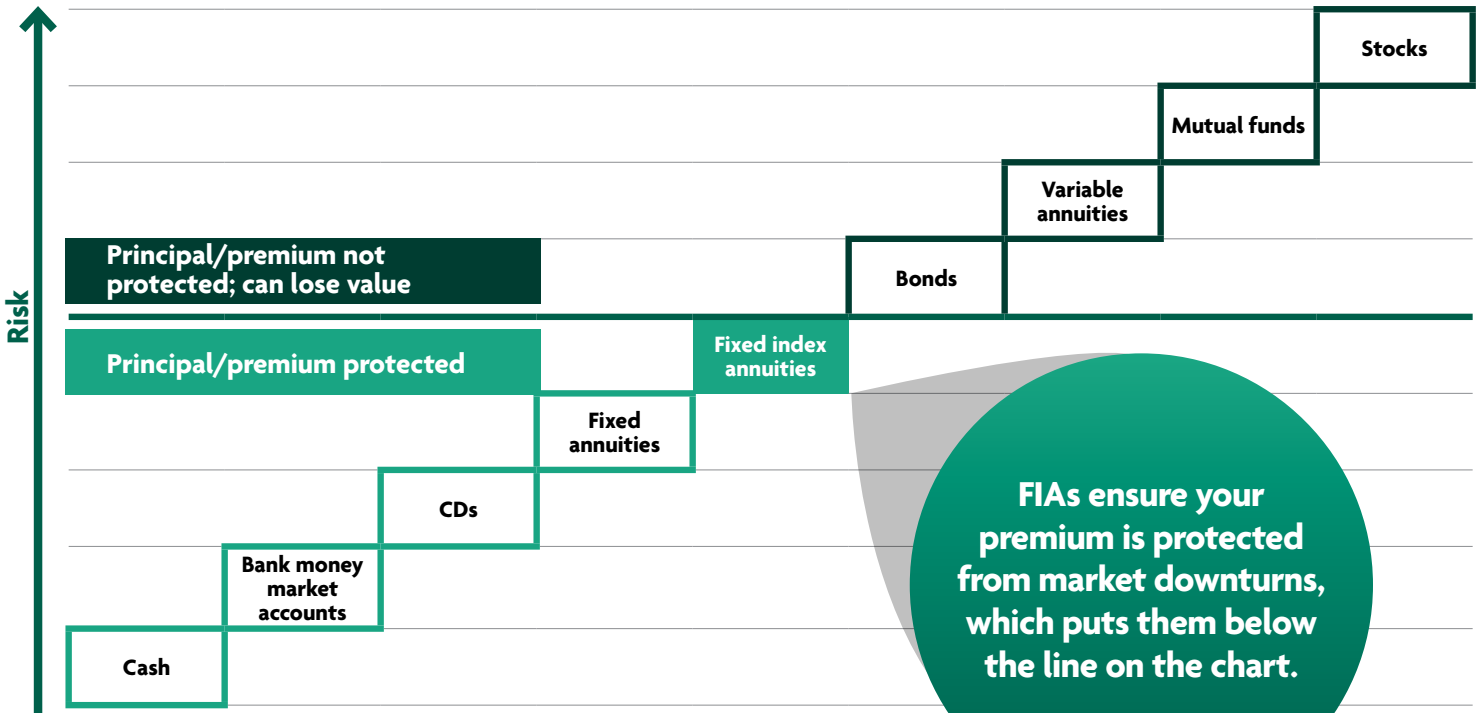 Stocks
Mutual funds
Variable
annuities
Principal/premium not
protected; can lose value
Bonds
Risk
Principal/premium protected
Fixed index
annuities
Fixed
annuities
CDs
Bank money
market
accounts
Cash
FIAs ensure your
premium is protected
from market downturns,
which puts them below
the line on the chart.